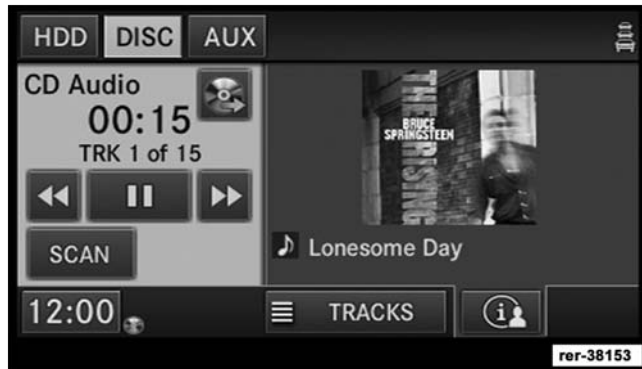 HDD DISC AUX
CD Audio
00:15
TRK 1 of 15
SCAN
THE RISING
BRUCE
SPRINGSTEEN
Lonesome Day
12:00
TRACKS
i
rer-38153